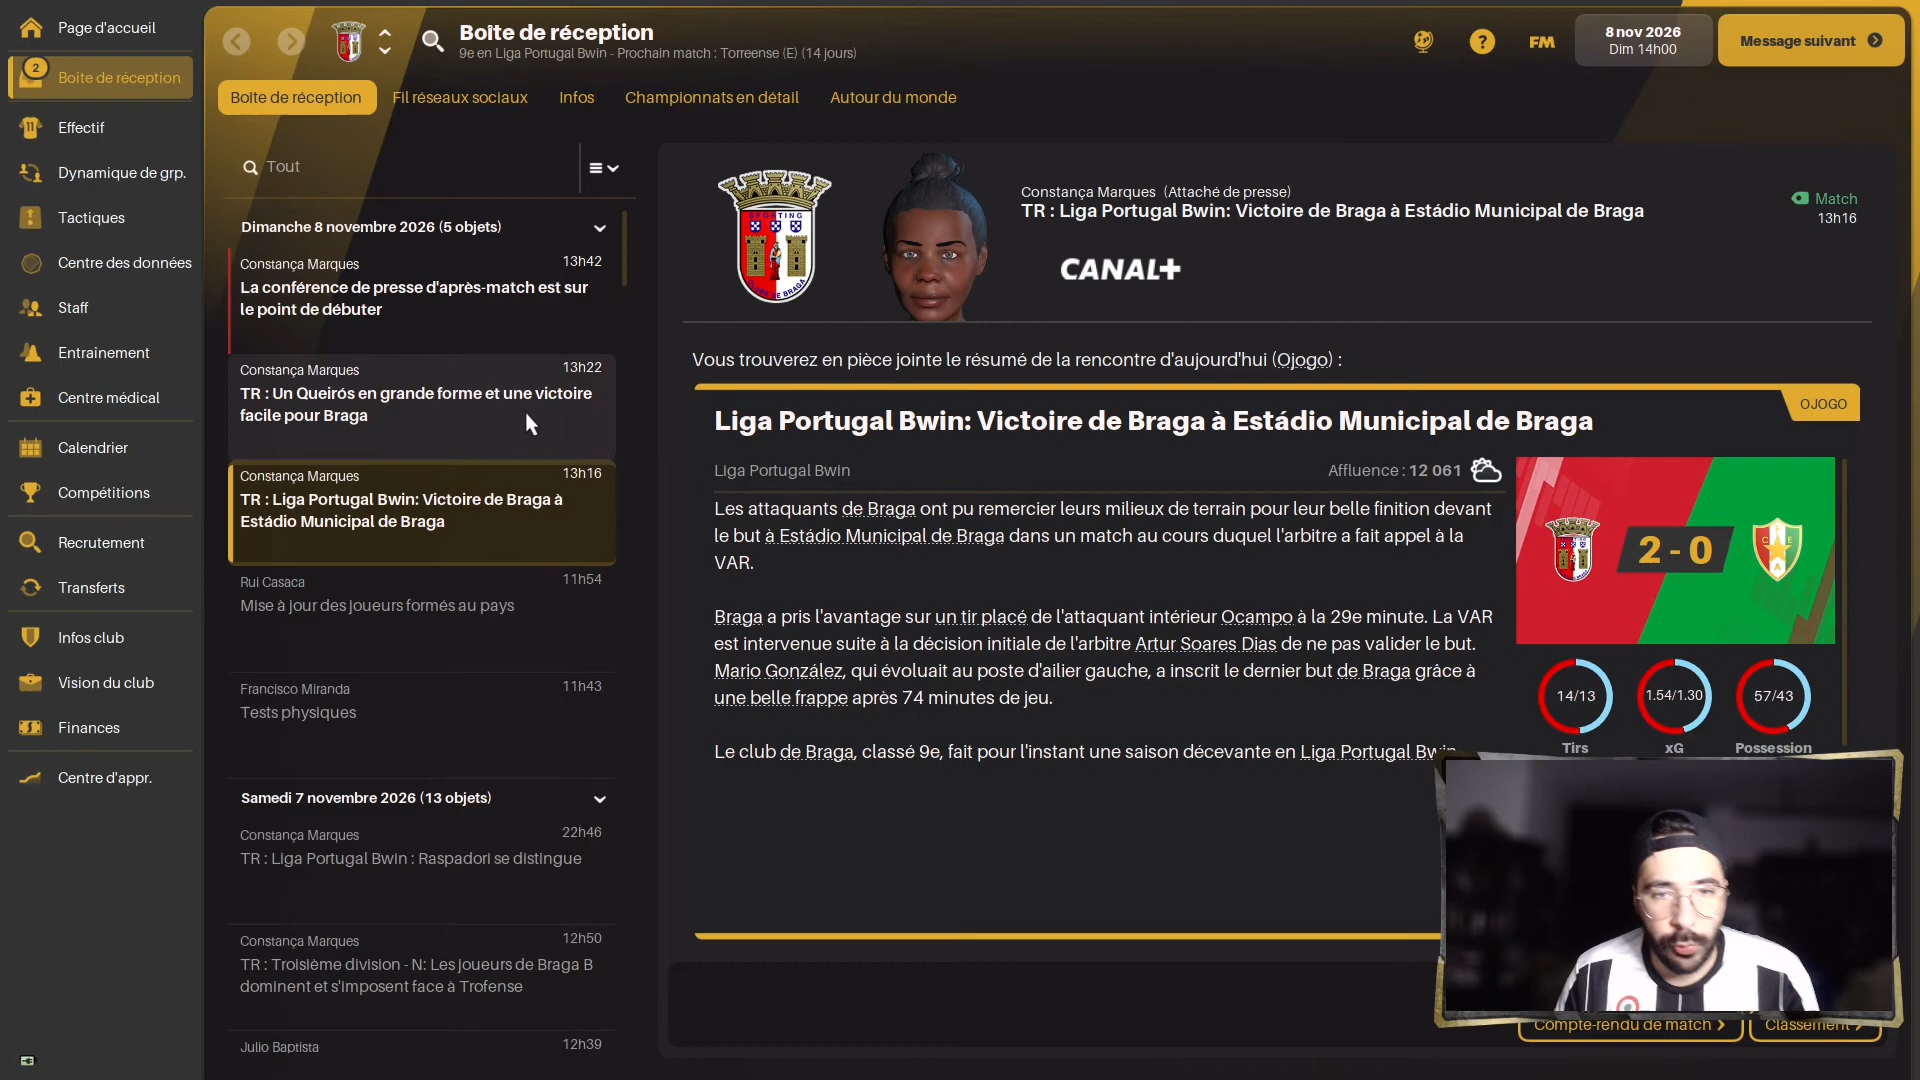 Page d'accueil
2
Boite de réception
Effectif
Dynamique de grp.
Tactiques
Centre des données
Staff
Entrainement
Centre médical
Calendrier
Compétitions
Recrutement
Transferts
Infos club
Vision du club
Finances
Centre d'appr.
Boite de réception
9e en Liga Portugal Bwin - Prochain match : Torreense (E) (14 jours)
?
FM
8 nov 2026
Dim 14h00
Message suivant
Boite de réception
Fil réseaux sociaux
Infos
Championnats en détail
Autour du monde
Tout
Dimanche 8 novembre 2026 (5 objets)
Constança Marques
13h42
La conférence de presse d'après-match est sur
le point de débuter
Constança Marques
13h22
TR : Un Queirós en grande forme et une victoire
facile pour Braga
Constança Marques
13h16
TR : Liga Portugal Bwin: Victoire de Braga à
Estádio Municipal de Braga
Rui Casaca
11h54
Mise à jour des joueurs formés au pays
Francisco Miranda
11h43
Tests physiques
Samedi 7 novembre 2026 (13 objets)
Constança Marques
22h46
TR : Liga Portugal Bwin : Raspadori se distingue
Constança Marques
12h50
TR : Troisième division - N: Les joueurs de Braga B
dominent et s'imposent face à Trofense
Julio Baptista
12h39
SPORTING
Constança Marques (Attaché de presse)
TR : Liga Portugal Bwin: Victoire de Braga à Estádio Municipal de Braga
Match
13h16
CANAL+
Vous trouverez en pièce jointe le résumé de la rencontre d'aujourd'hui (Ojogo) :
OJOGO
Liga Portugal Bwin: Victoire de Braga à Estádio Municipal de Braga
Liga Portugal Bwin
Affluence : 12 061
Les attaquants de Braga ont pu remercier leurs milieux de terrain pour leur belle finition devant
le but à Estádio Municipal de Braga dans un match au cours duquel l'arbitre a fait appel à la
VAR.
Braga a pris l'avantage sur un tir placé de l'attaquant intérieur Ocampo à la 29e minute. La VAR
est intervenue suite à la décision initiale de l'arbitre Artur Soares Dias de ne pas valider le but.
Mario González, qui évoluait au poste d'ailier gauche, a inscrit le dernier but de Braga grâce à
une belle frappe après 74 minutes de jeu.
Le club de Braga, classé 9e, fait pour l'instant une saison décevante en Liga Portugal Bwin
2 - 0
14/13
1.54/1.30
57/43
Tirs
xG
Possession
Compte-rendu de match
Classement